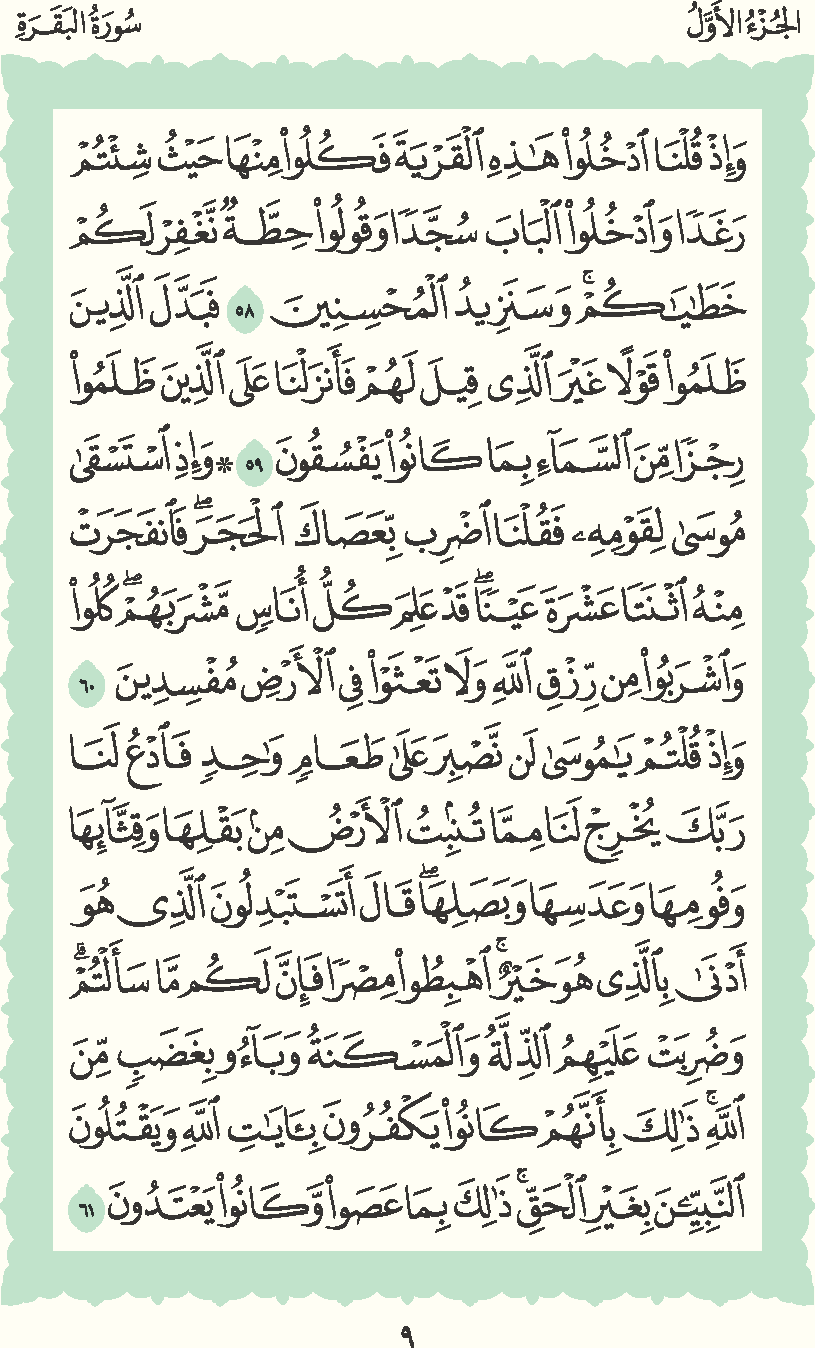 الجُزْءُ الأَوَّلُ
سُورَةُ البَقَرَةِ
وَإِذْ قُلْنَا ٱدْخُلُوا۟ هَـٰذِهِ ٱلْقَرْيَةَ فَكُلُوا۟ مِنْهَا حَيْثُ شِئْتُمْ
رَغَدًا وَٱدْخُلُوا۟ ٱلْبَابَ سُجَّدًا وَقُولُوا۟ حِطَّةٌ نَّغْفِرْ لَكُمْ
خَطَـٰيَـٰكُمْ ۚ وَسَنَزِيدُ ٱلْمُحْسِنِينَ ٥٨ فَبَدَّلَ ٱلَّذِينَ
ظَلَمُوا۟ قَوْلًا غَيْرَ ٱلَّذِى قِيلَ لَهُمْ فَأَنزَلْنَا عَلَى ٱلَّذِينَ ظَلَمُوا۟
رِجْزًا مِّنَ ٱلسَّمَآءِ بِمَا كَانُوا۟ يَفْسُقُونَ ٥٩ * وَإِذِ ٱسْتَسْقَىٰ
مُوسَىٰ لِقَوْمِهِۦ فَقُلْنَا ٱضْرِب بِّعَصَاكَ ٱلْحَجَرَ ۖ فَٱنفَجَرَتْ
مِنْهُ ٱثْنَتَا عَشْرَةَ عَيْنًا ۖ قَدْ عَلِمَ كُلُّ أُنَاسٍ مَّشْرَبَهُمْ ۖ كُلُوا۟
وَٱشْرَبُوا۟ مِن رِّزْقِ ٱللَّهِ وَلَا تَعْثَوْا۟ فِى ٱلْأَرْضِ مُفْسِدِينَ ٦٠
وَإِذْ قُلْتُمْ يَـٰمُوسَىٰ لَن نَّصْبِرَ عَلَىٰ طَعَامٍ وَٰحِدٍ فَٱدْعُ لَنَا
رَبَّكَ يُخْرِجْ لَنَا مِمَّا تُنۢبِتُ ٱلْأَرْضُ مِنۢ بَقْلِهَا وَقِثَّآئِهَا
وَفُومِهَا وَعَدَسِهَا وَبَصَلِهَا ۖ قَالَ أَتَسْتَبْدِلُونَ ٱلَّذِى هُوَ
أَدْنَىٰ بِٱلَّذِى هُوَ خَيْرٌ ۚ ٱهْبِطُوا۟ مِصْرًا فَإِنَّ لَكُم مَّا سَأَلْتُمْ ۗ
وَضُرِبَتْ عَلَيْهِمُ ٱلذِّلَّةُ وَٱلْمَسْكَنَةُ وَبَآءُو بِغَضَبٍ مِّنَ
ٱللَّهِ ۚ ذَٰلِكَ بِأَنَّهُمْ كَانُوا۟ يَكْفُرُونَ بِـَٔايَـٰتِ ٱللَّهِ وَيَقْتُلُونَ
ٱلنَّبِيِّـۧنَ بِغَيْرِ ٱلْحَقِّ ۚ ذَٰلِكَ بِمَا عَصَوا۟ وَّكَانُوا۟ يَعْتَدُونَ ٦١
٩